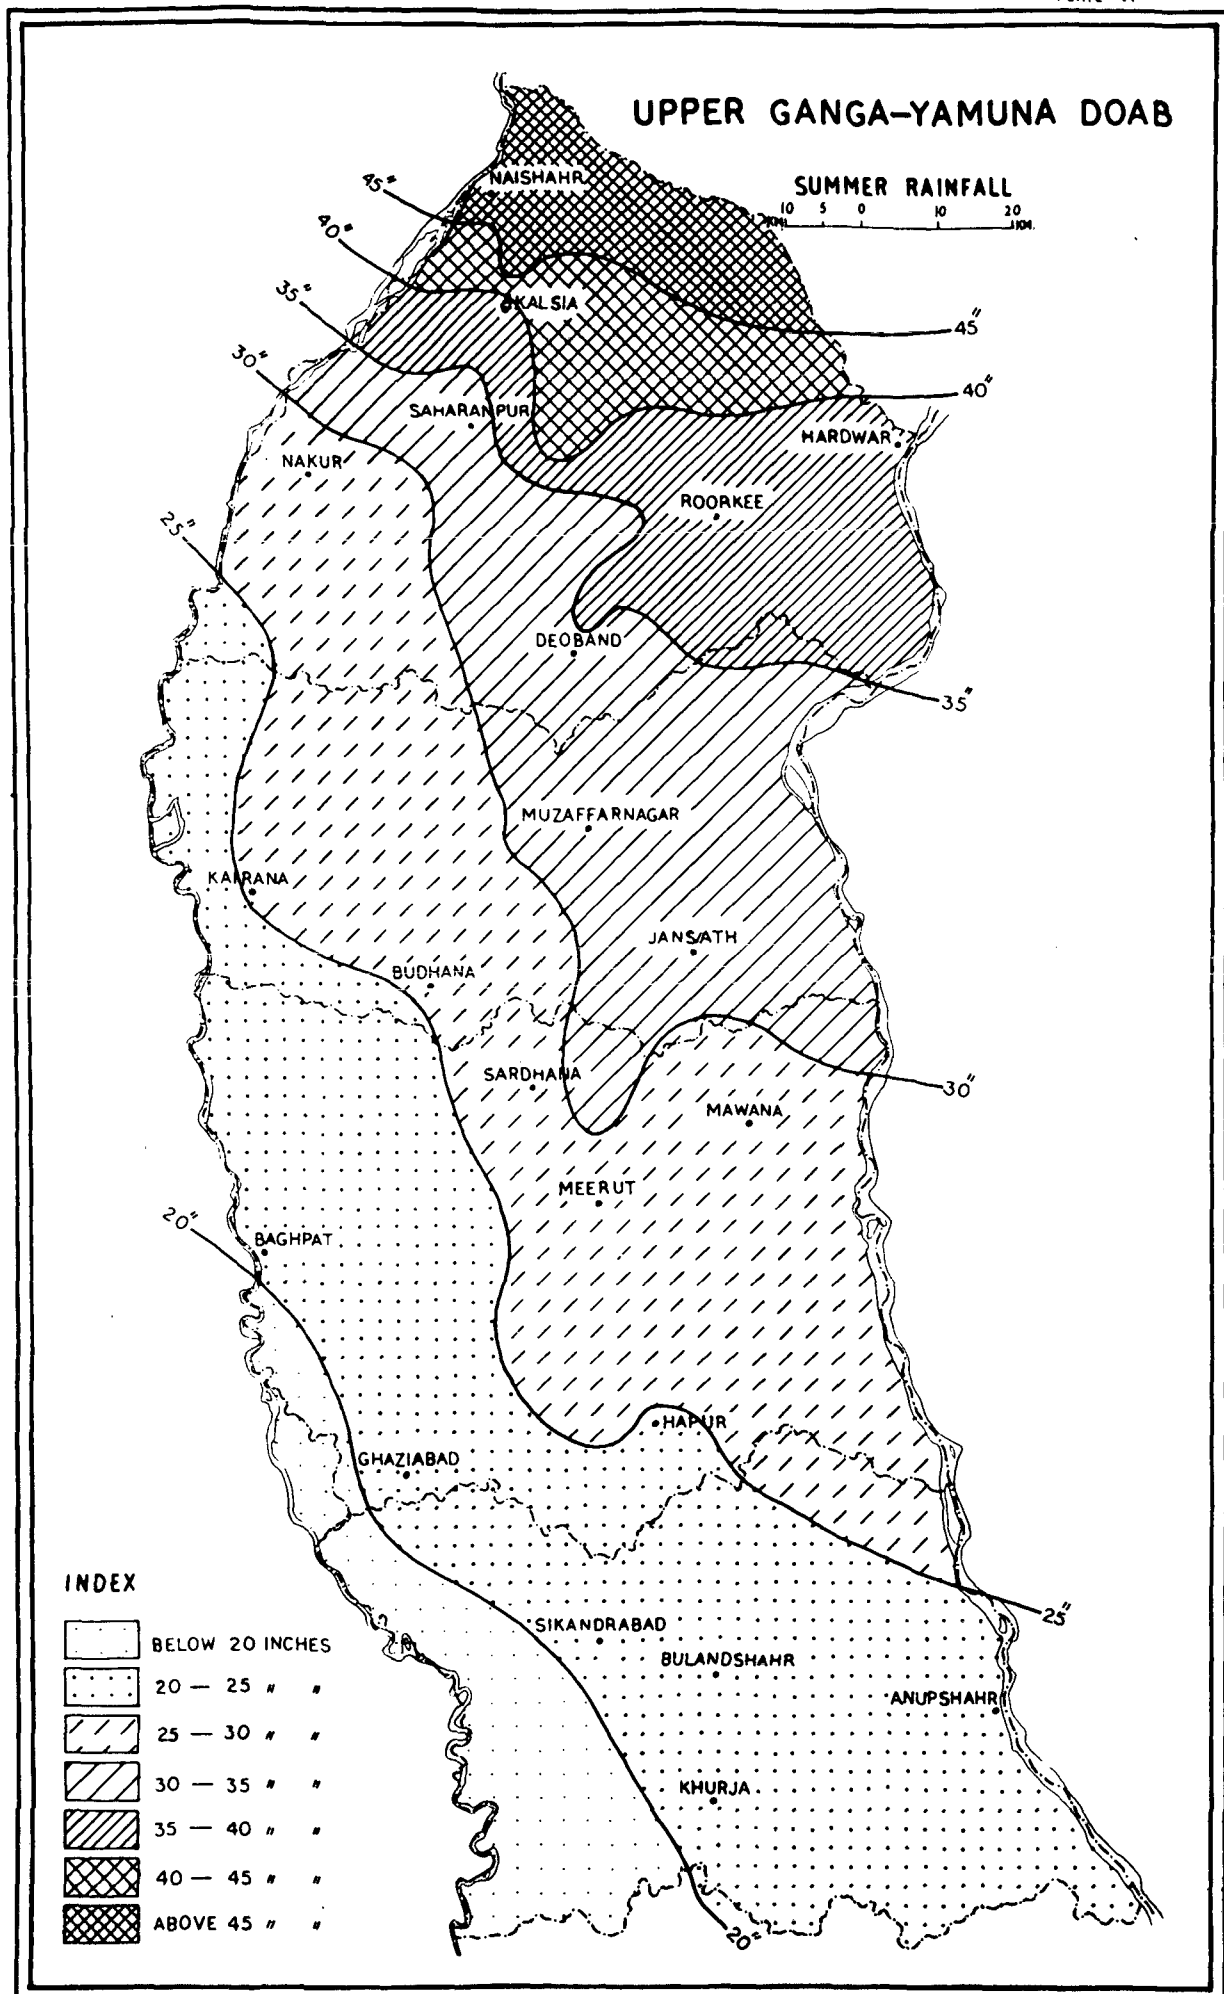 UPPER GANGA–YAMUNA DOAB
SUMMER RAINFALL
10 5 0 10 20
KM. KM.
45"
NAISHAHR
40"
KALSIA
35"
45"
30"
40"
SAHARANPUR
HARDWAR
NAKUR
ROORKEE
25"
DEOBAND
35"
MUZAFFARNAGAR
KAIRANA
JANSATH
BUDHANA
SARDHANA
30"
MAWANA
MEERUT
20"
BAGHPAT
HAPUR
GHAZIABAD
25"
SIKANDRABAD
BULANDSHAHR
ANUPSHAHR
KHURJA
20"
INDEX
BELOW 20 INCHES
20 — 25 " "
25 — 30 " "
30 — 35 " "
35 — 40 " "
40 — 45 " "
ABOVE 45 " "